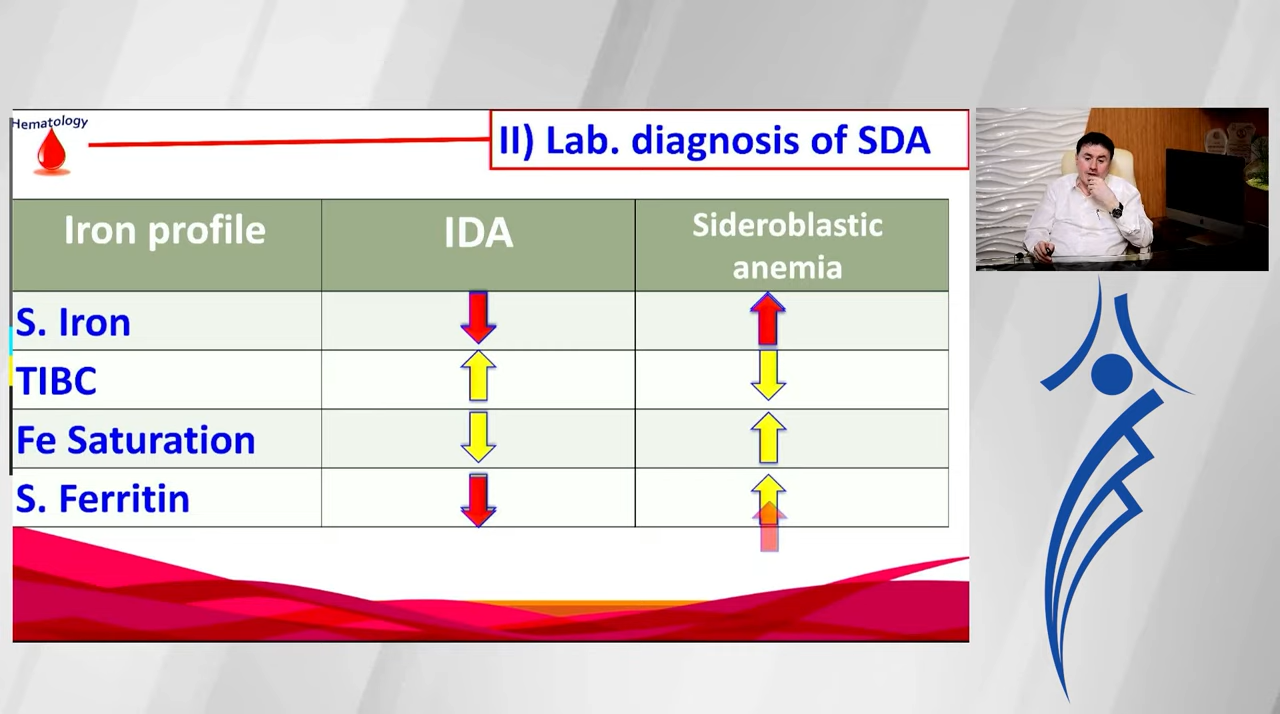 Hematology
II) Lab. diagnosis of SDA
Iron profile
IDA
Sideroblastic
anemia
S. Iron
TIBC
Fe Saturation
S. Ferritin